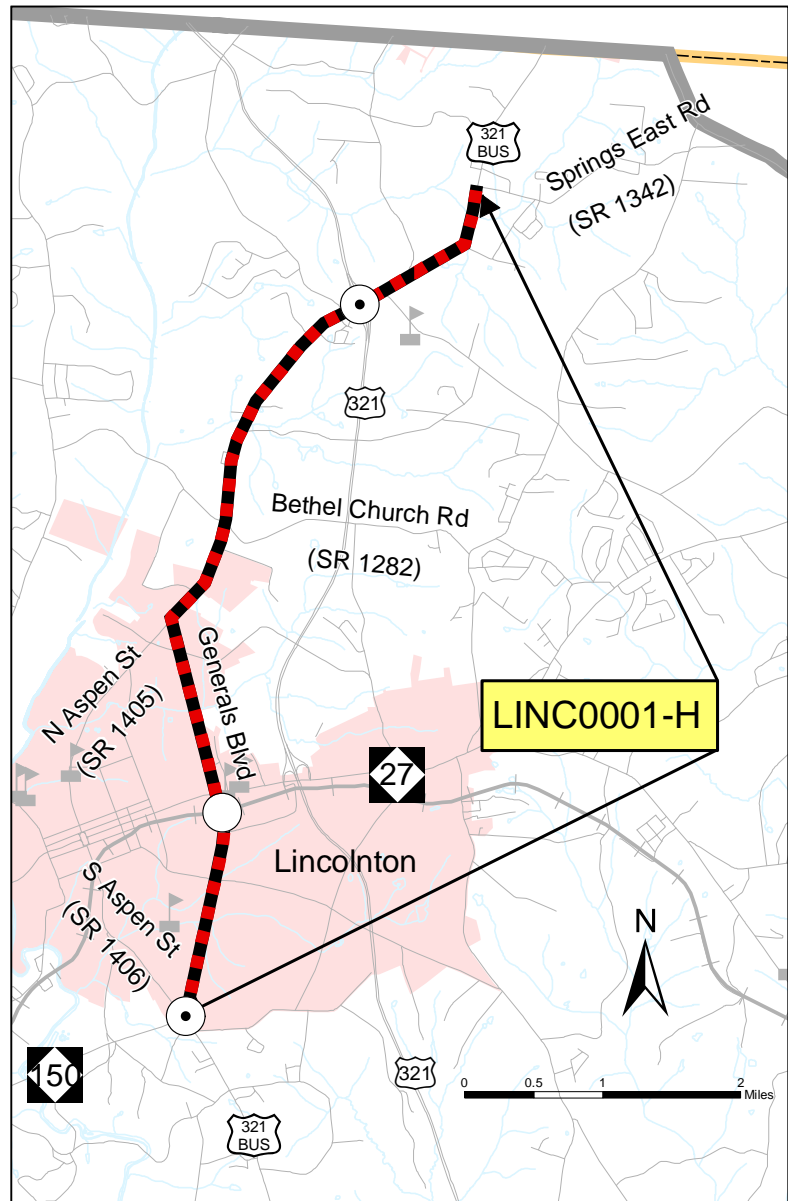 321
BUS
Springs East Rd
(SR 1342)
321
Bethel Church Rd
(SR 1282)
Generals Blvd
N Aspen St
(SR 1405)
LINC0001-H
27
Lincolnton
S Aspen St
(SR 1406)
N
150
321
0 0.5 1 2
Miles
321
BUS